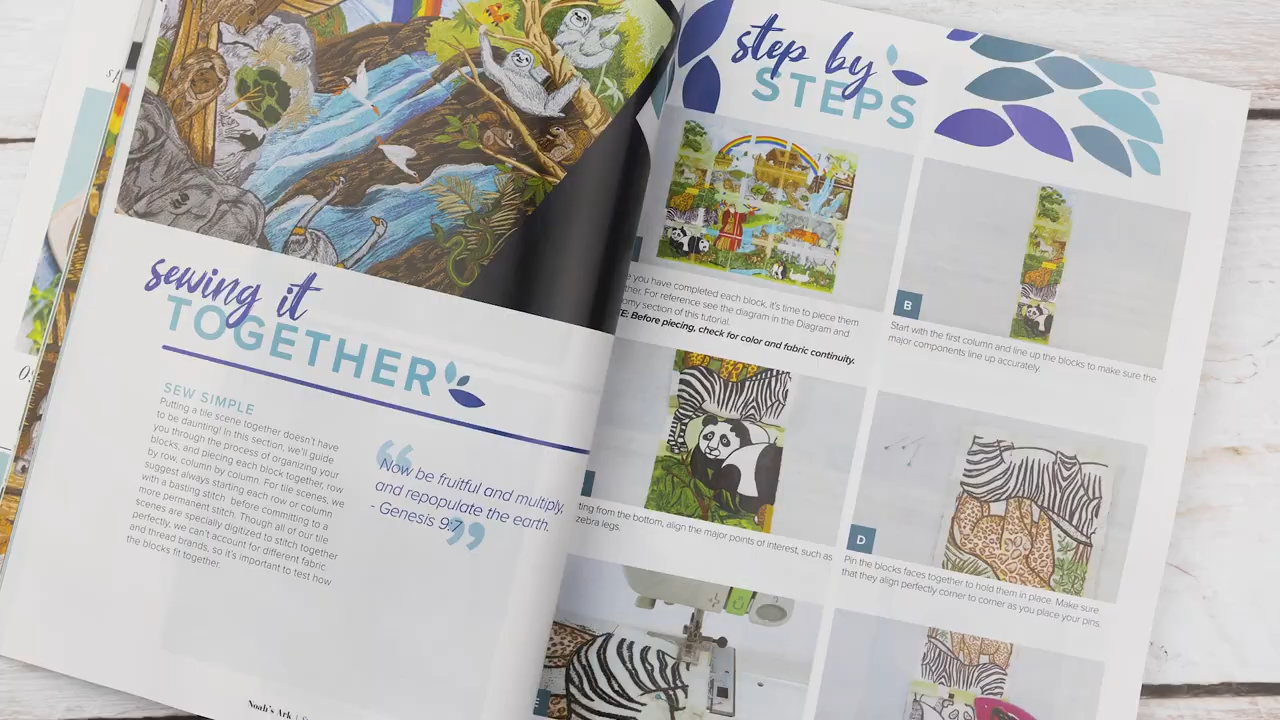 sewing it
TOGETHER
SEW SIMPLE
Putting a tile scene together doesn't have
to be daunting! In this section, we'll guide
you through the process of organizing your
blocks, and piecing each block together, row
by row, column by column. For tile scenes, we
suggest always starting each row or column
with a basting stitch before committing to a
more permanent stitch. Though all of our tile
scenes are specially digitized to stitch together
perfectly, we can't account for different fabric
and thread brands, so it's important to test how
the blocks fit together.
“Now be fruitful and multiply,
and repopulate the earth.
- Genesis 9:7”
Noah's Ark |
step by
STEPS
you have completed each block, it's time to piece them
For reference see the diagram in the Diagram and
section of this tutorial.
Before piecing, check for color and fabric continuity.
B
Start with the first column and line up the blocks to make sure the
major components line up accurately.
from the bottom, align the major points of interest, such as
zebra legs.
D
Pin the blocks faces together to hold them in place. Make sure
that they align perfectly corner to corner as you place your pins.
E